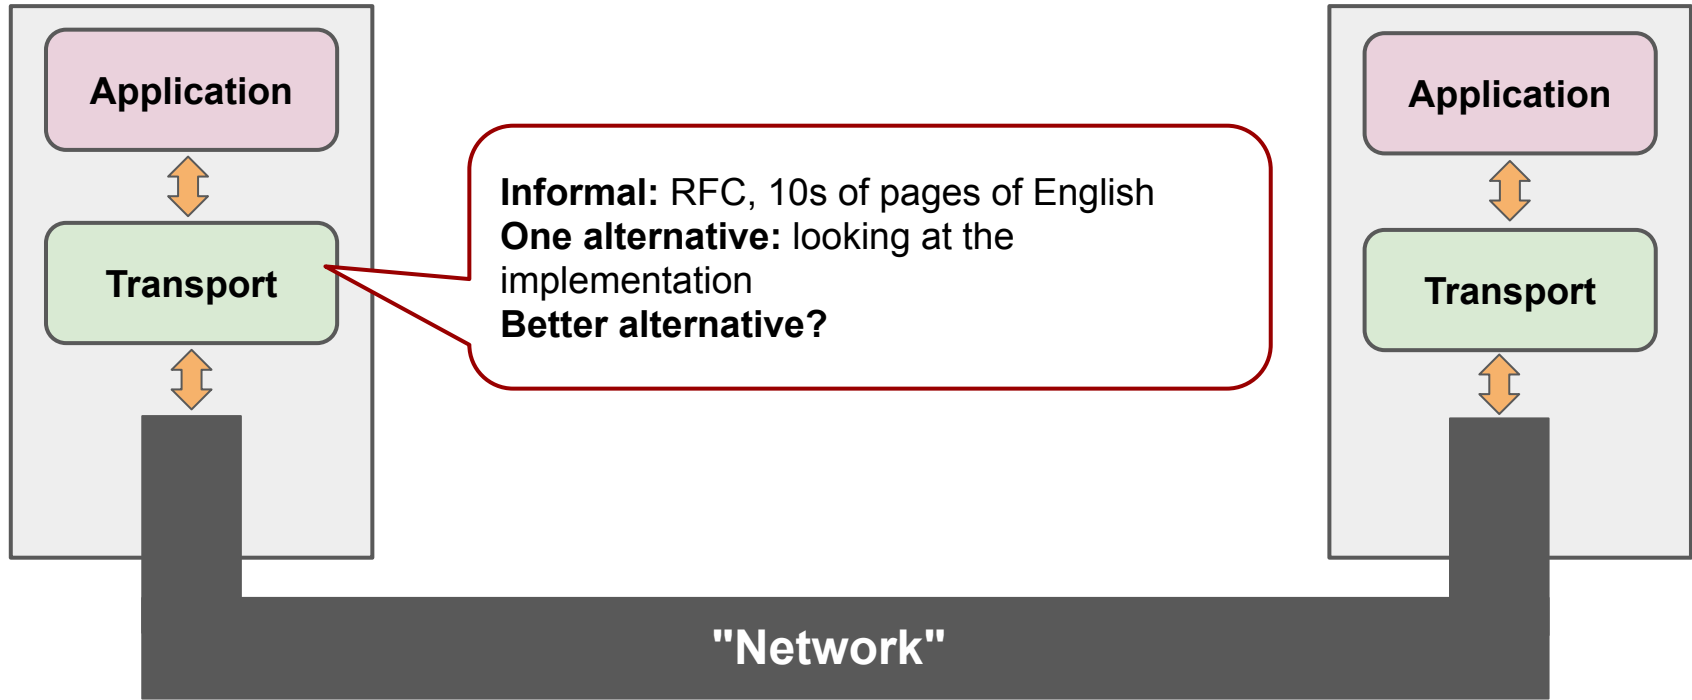 Application
Application
Informal: RFC, 10s of pages of English
One alternative: looking at the
implementation
Better alternative?
Transport
Transport
"Network"